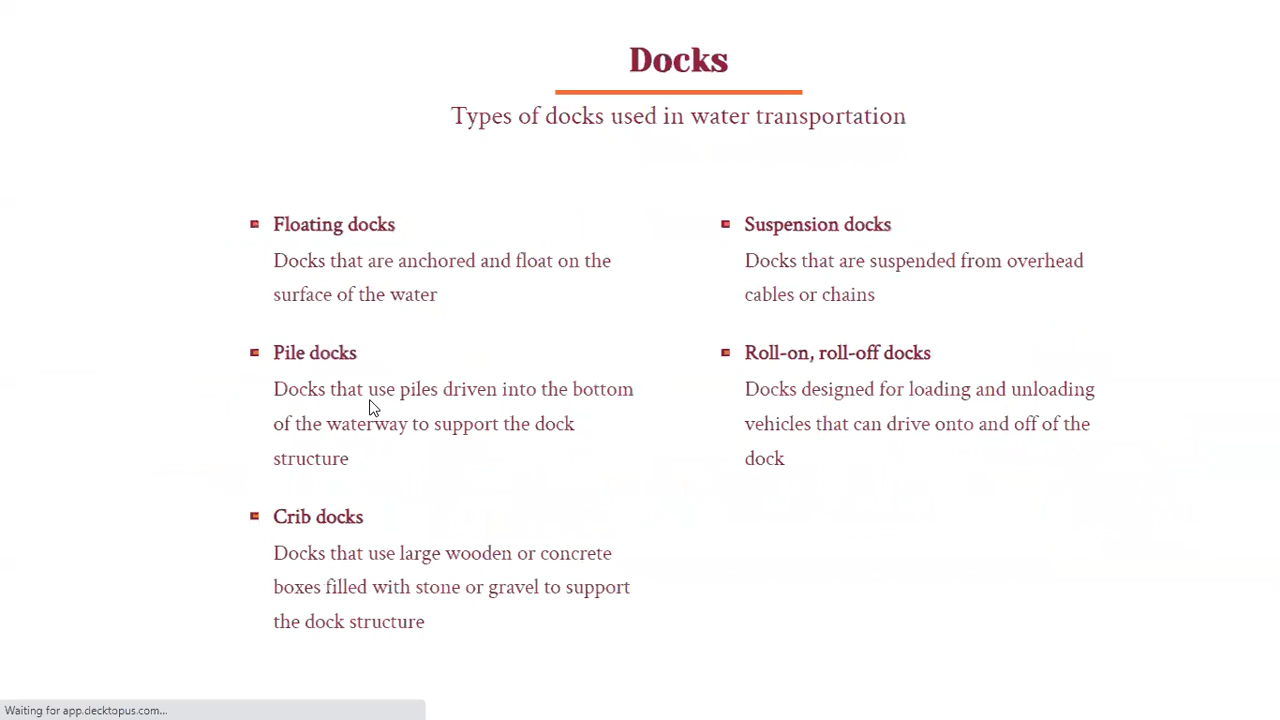 Docks
Types of docks used in water transportation
Floating docks
Docks that are anchored and float on the
surface of the water
Pile docks
Docks that use piles driven into the bottom
of the waterway to support the dock
structure
Crib docks
Docks that use large wooden or concrete
boxes filled with stone or gravel to support
the dock structure
Suspension docks
Docks that are suspended from overhead
cables or chains
Roll-on, roll-off docks
Docks designed for loading and unloading
vehicles that can drive onto and off of the
dock
Waiting for app.decktopus.com...